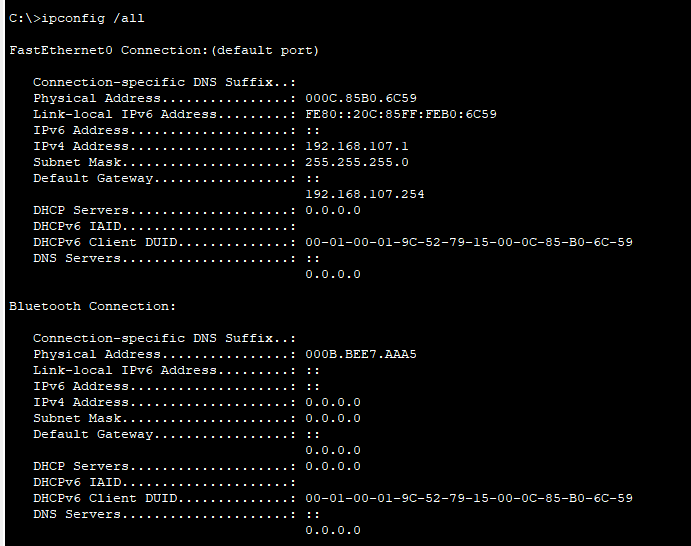 C:\>ipconfig /all
FastEthernet0 Connection:(default port)
Connection-specific DNS Suffix..:
Physical Address................: 000C.85B0.6C59
Link-local IPv6 Address.........: FE80::20C:85FF:FEB0:6C59
IPv6 Address....................: ::
IPv4 Address....................: 192.168.107.1
Subnet Mask.....................: 255.255.255.0
Default Gateway.................: ::
192.168.107.254
DHCP Servers....................: 0.0.0.0
DHCPv6 IAID.....................:
DHCPv6 Client DUID..............: 00-01-00-01-9C-52-79-15-00-0C-85-B0-6C-59
DNS Servers.....................: ::
0.0.0.0
Bluetooth Connection:
Connection-specific DNS Suffix..:
Physical Address................: 000B.BEE7.AAA5
Link-local IPv6 Address.........: ::
IPv6 Address....................: ::
IPv4 Address....................: 0.0.0.0
Subnet Mask.....................: 0.0.0.0
Default Gateway.................: ::
0.0.0.0
DHCP Servers....................: 0.0.0.0
DHCPv6 IAID.....................:
DHCPv6 Client DUID..............: 00-01-00-01-9C-52-79-15-00-0C-85-B0-6C-59
DNS Servers.....................: ::
0.0.0.0